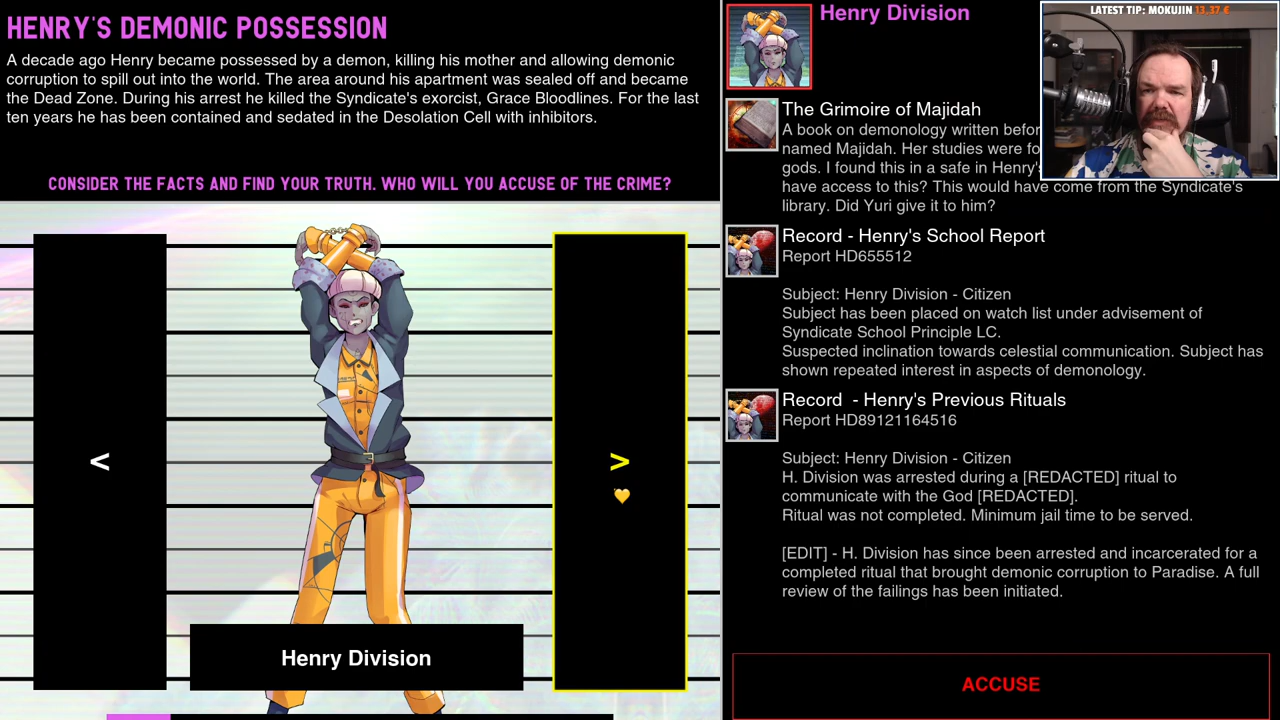 HENRY'S DEMONIC POSSESSION
A decade ago Henry became possessed by a demon, killing his mother and allowing demonic
corruption to spill out into the world. The area around his apartment was sealed off and became
the Dead Zone. During his arrest he killed the Syndicate's exorcist, Grace Bloodlines. For the last
ten years he has been contained and sedated in the Desolation Cell with inhibitors.
CONSIDER THE FACTS AND FIND YOUR TRUTH. WHO WILL YOU ACCUSE OF THE CRIME?
<
>
Henry Division
Henry Division
LATEST TIP: MOKUJIN 13,37 €
The Grimoire of Majidah
A book on demonology written befor
named Majidah. Her studies were fo
gods. I found this in a safe in Henry'
have access to this? This would have come from the Syndicate's
library. Did Yuri give it to him?
Record - Henry's School Report
Report HD655512
Subject: Henry Division - Citizen
Subject has been placed on watch list under advisement of
Syndicate School Principle LC.
Suspected inclination towards celestial communication. Subject has
shown repeated interest in aspects of demonology.
Record - Henry's Previous Rituals
Report HD89121164516
Subject: Henry Division - Citizen
H. Division was arrested during a [REDACTED] ritual to
communicate with the God [REDACTED].
Ritual was not completed. Minimum jail time to be served.
[EDIT] - H. Division has since been arrested and incarcerated for a
completed ritual that brought demonic corruption to Paradise. A full
review of the failings has been initiated.
ACCUSE